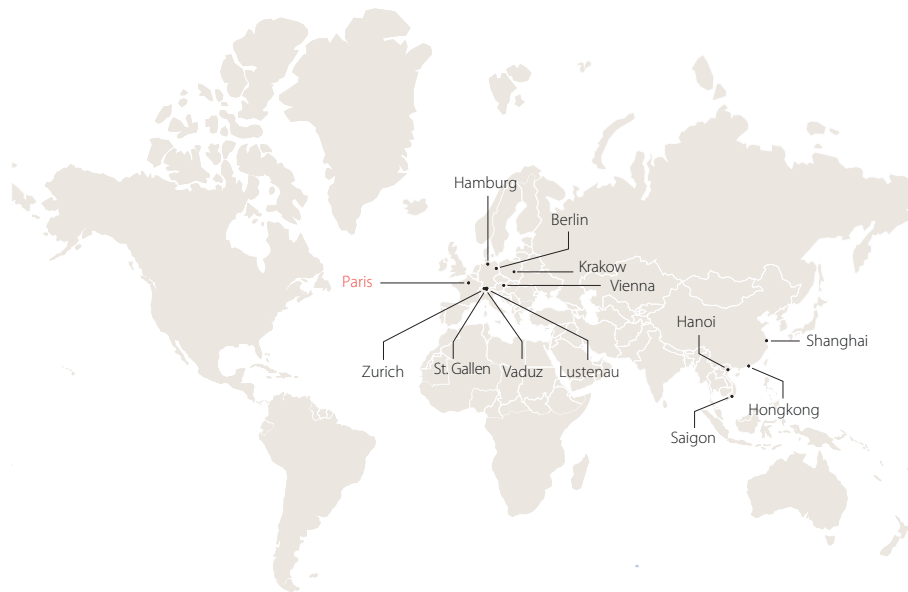 Hamburg
Berlin
Krakow
Paris
Vienna
Hanoi
Shanghai
Zurich
St. Gallen
Vaduz
Lustenau
Hongkong
Saigon